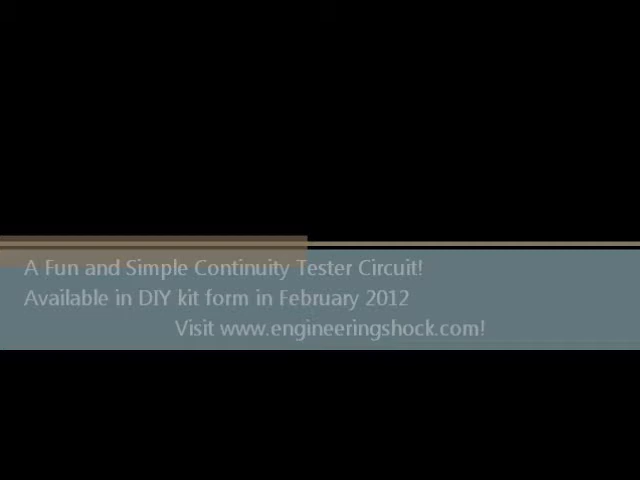 A Fun and Simple Continuity Tester Circuit!
Available in DIY kit form in February 2012
Visit www.engineeringshock.com!